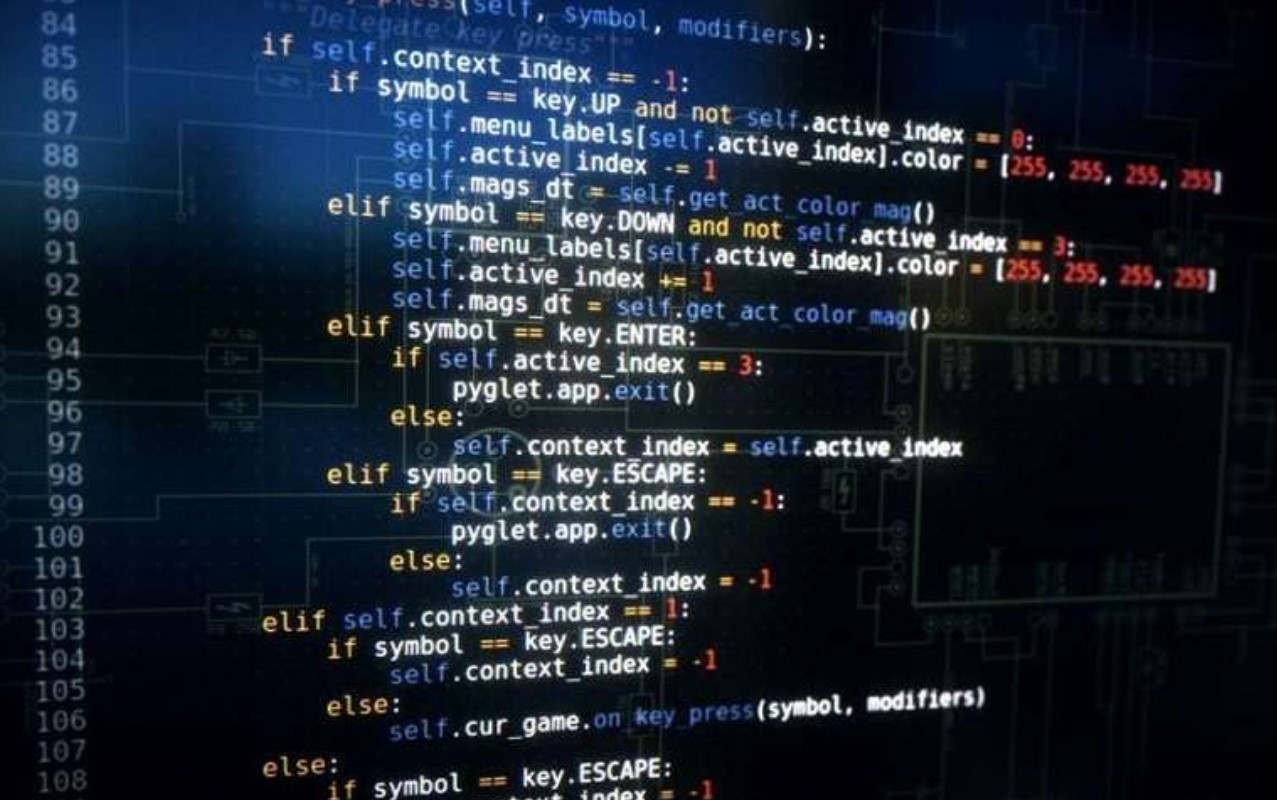 press(self, symbol, modifiers):
84 """Delegate key press"""
85 if self.context_index == -1:
86 if symbol == key.UP and not self.active_index == 0:
87 self.menu_labels[self.active_index].color = [255, 255, 255, 255]
88 self.active_index -= 1
89 self.mags_dt = self.get_act_color_mag()
90 elif symbol == key.DOWN and not self.active_index == 3:
91 self.menu_labels[self.active_index].color = [255, 255, 255, 255]
92 self.active_index += 1
93 self.mags_dt = self.get_act_color_mag()
94 elif symbol == key.ENTER:
95 if self.active_index == 3:
96 pyglet.app.exit()
97 else:
98 self.context_index = self.active_index
99 elif symbol == key.ESCAPE:
100 if self.context_index == -1:
101 pyglet.app.exit()
102 else:
103 self.context_index = -1
104 elif self.context_index == 1:
105 if symbol == key.ESCAPE:
106 self.context_index = -1
107 else:
108 self.cur_game.on_key_press(symbol, modifiers)
else:
if symbol == key.ESCAPE:
= -1